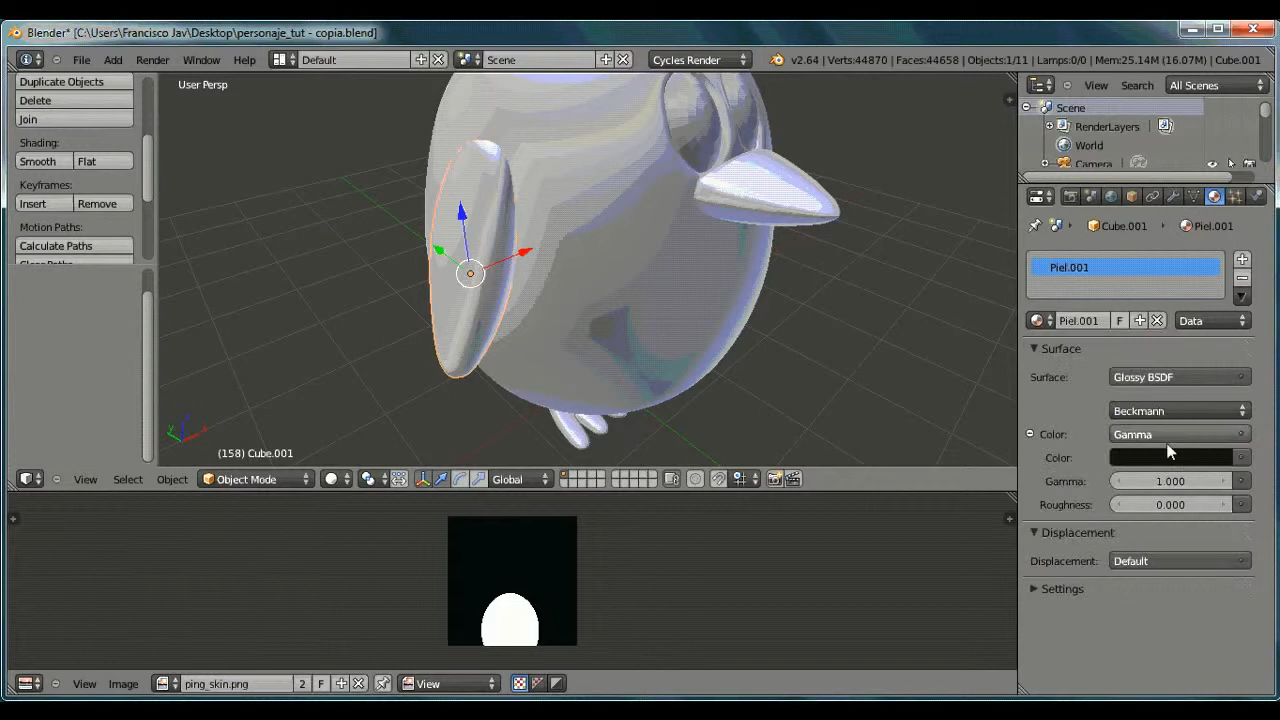 Blender* [C:\Users\Francisco Jav\Desktop\personaje_tut - copia.blend]
File Add Render Window Help Default Scene Cycles Render v2.64 | Verts:44870 | Faces:44658 | Objects:1/11 | Lamps:0/0 | Mem:25.14M (16.07M) | Cube.001
Duplicate Objects
Delete
Join
Shading:
Smooth Flat
Keyframes:
Insert Remove
Motion Paths:
Calculate Paths
User Persp
(158) Cube.001
View Search All Scenes
Scene
RenderLayers
World
Camera
Cube.001 Piel.001
Piel.001
Piel.001 F Data
Surface
Surface: Glossy BSDF
Beckmann
Color: Gamma
Color:
Gamma: 1.000
Roughness: 0.000
Displacement
Displacement: Default
Settings
View Select Object Object Mode Global
View Image ping_skin.png 2 F View